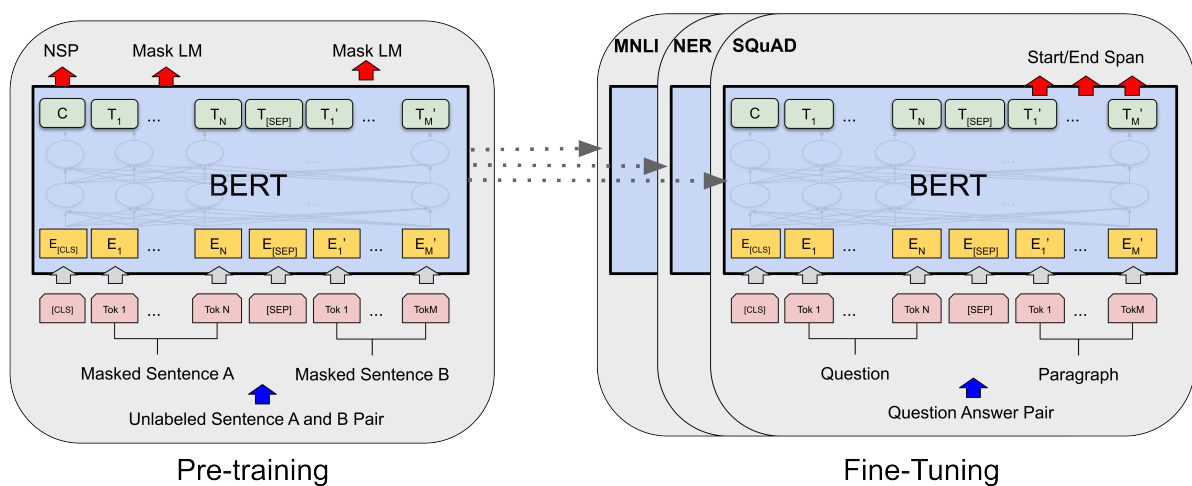 NSP Mask LM Mask LM
C T1 ... TN T[SEP] T1' ... TM'
...
BERT
...
E[CLS] E1 ... EN E[SEP] E1' ... EM'
[CLS] Tok 1 ... Tok N [SEP] Tok 1 ... TokM
Masked Sentence A Masked Sentence B
Unlabeled Sentence A and B Pair
Pre-training
MNLI NER SQuAD
Start/End Span
C T1 ... TN T[SEP] T1' ... TM'
...
BERT
...
E[CLS] E1 ... EN E[SEP] E1' ... EM'
[CLS] Tok 1 ... Tok N [SEP] Tok 1 ... TokM
Question Paragraph
Question Answer Pair
Fine-Tuning